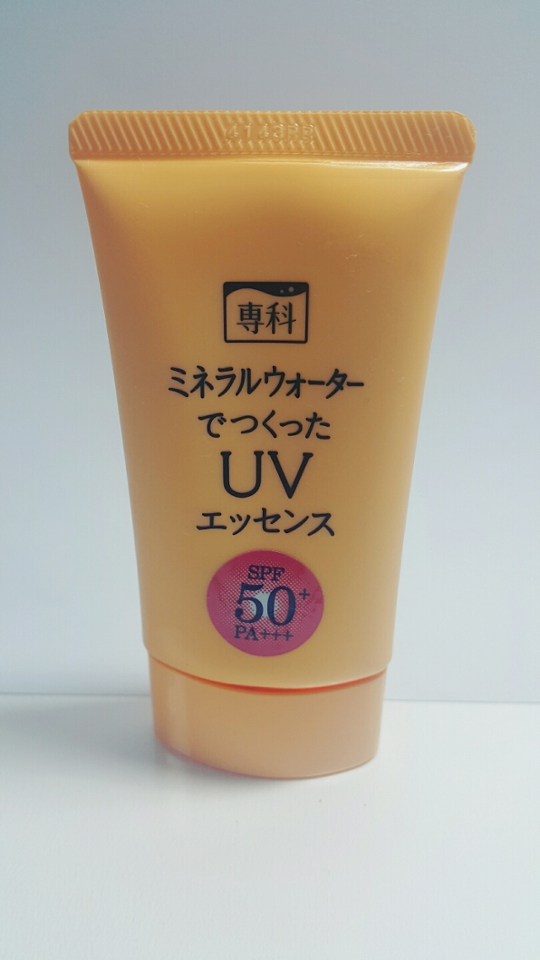 専科
ミネラルウォーター
でつくった
UV
エッセンス
SPF
50+
PA+++